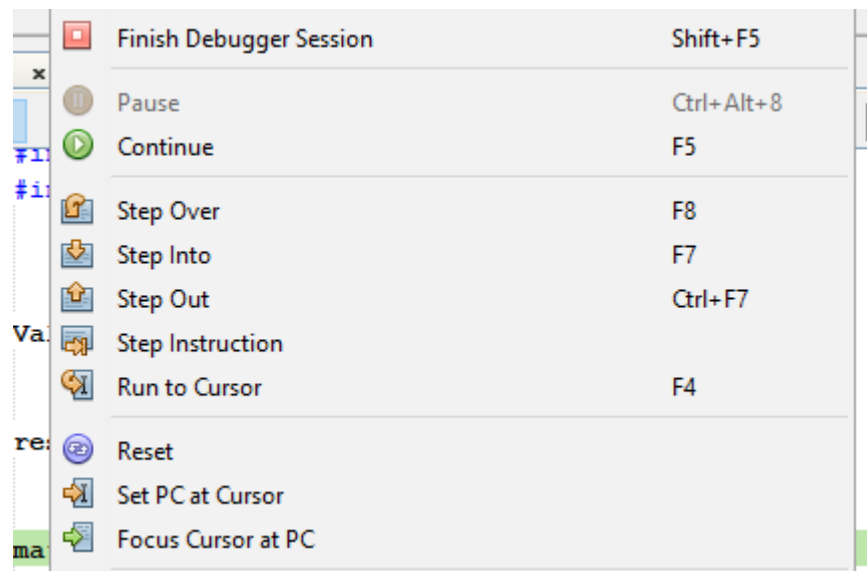 Finish Debugger Session Shift+F5
Pause Ctrl+Alt+8
Continue F5
Step Over F8
Step Into F7
Step Out Ctrl+F7
Step Instruction
Run to Cursor F4
Reset
Set PC at Cursor
Focus Cursor at PC